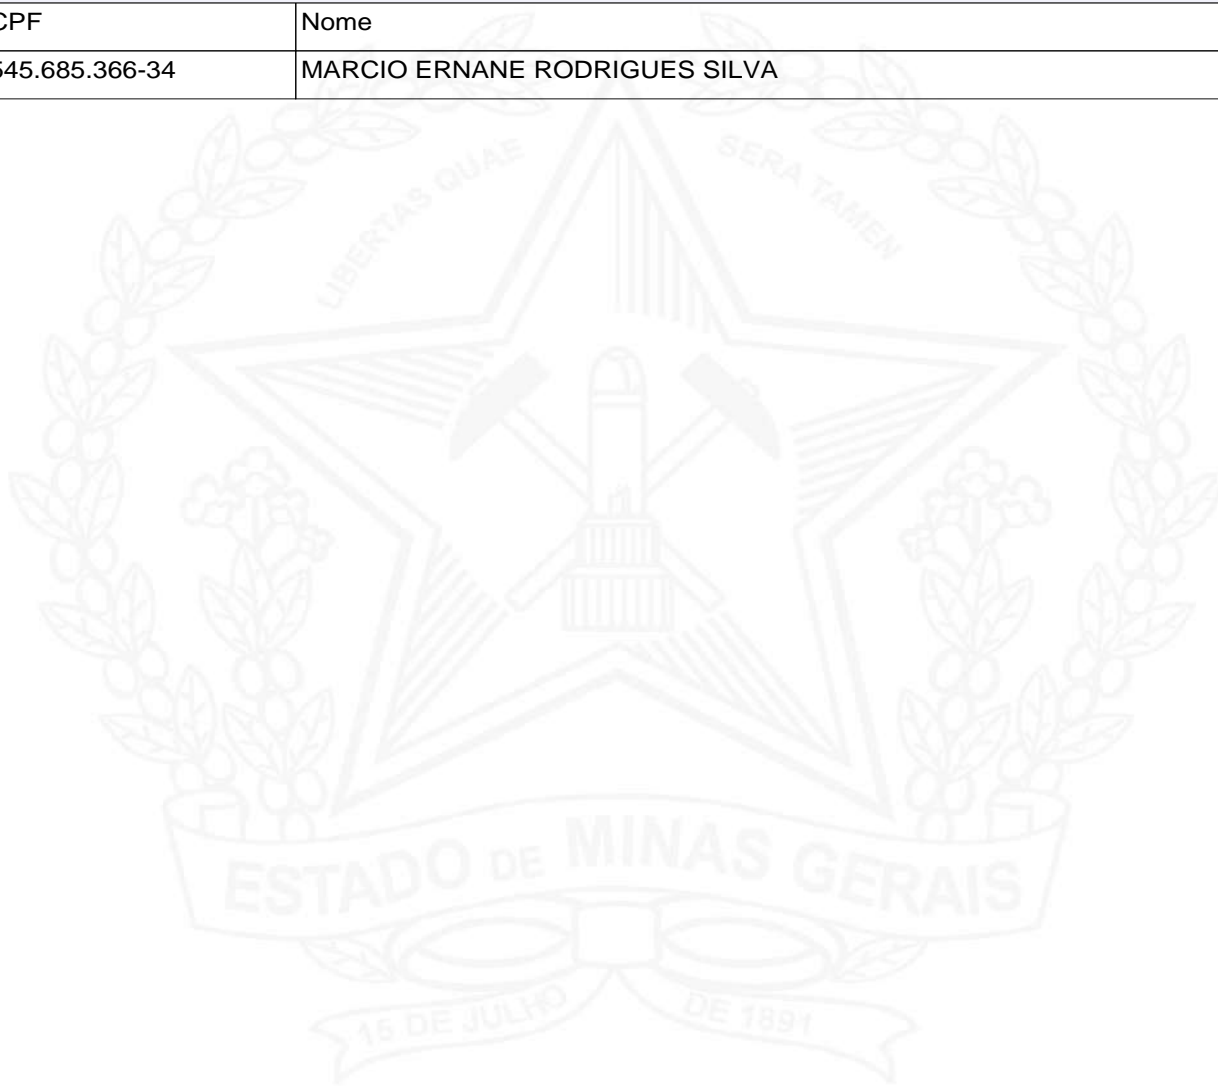 CPF Nome
545.685.366-34 MARCIO ERNANE RODRIGUES SILVA
LIBERTAS QUAE SERA TAMEN
ESTADO DE MINAS GERAIS
15 DE JULHO DE 1891